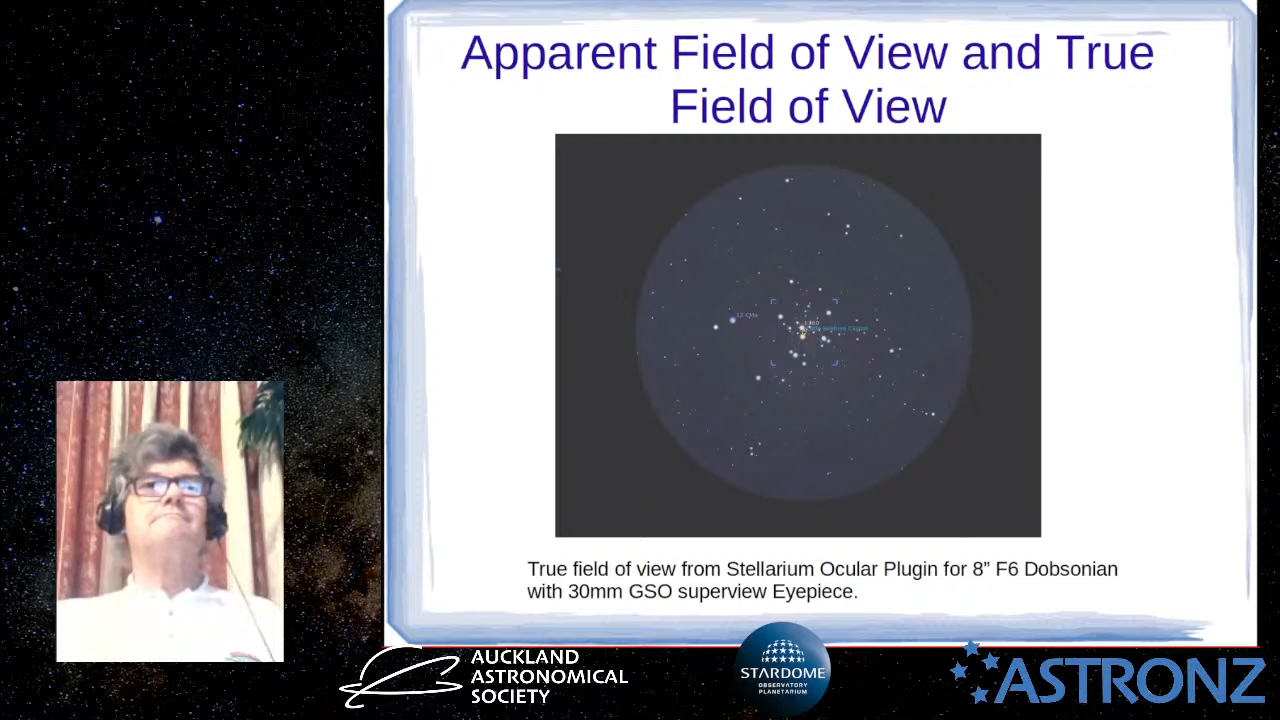 Apparent Field of View and True
Field of View
True field of view from Stellarium Ocular Plugin for 8” F6 Dobsonian
with 30mm GSO superview Eyepiece.
AUCKLAND
ASTRONOMICAL
SOCIETY
STARDOME
OBSERVATORY
PLANETARIUM
ASTRONZ